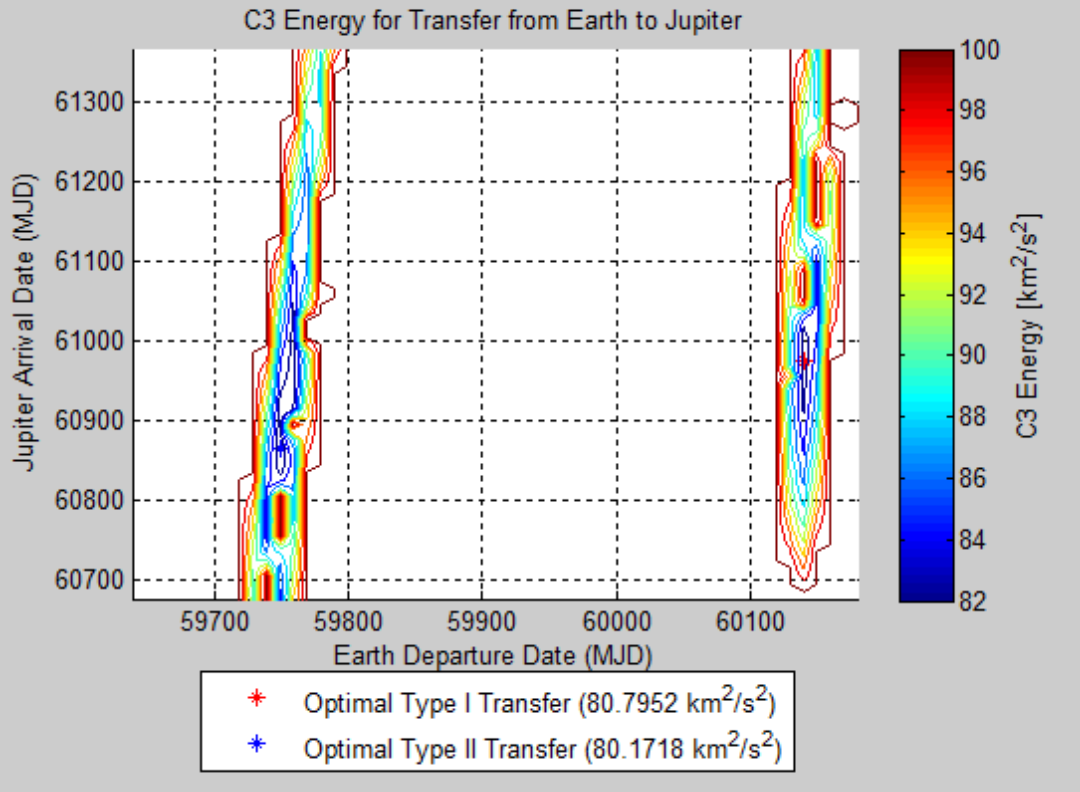 C3 Energy for Transfer from Earth to Jupiter
61300
61200
61100
61000
60900
60800
60700
Jupiter Arrival Date (MJD)
59700 59800 59900 60000 60100
Earth Departure Date (MJD)
100
98
96
94
92
90
88
86
84
82
C3 Energy [km²/s²]
Optimal Type I Transfer (80.7952 km²/s²)
Optimal Type II Transfer (80.1718 km²/s²)